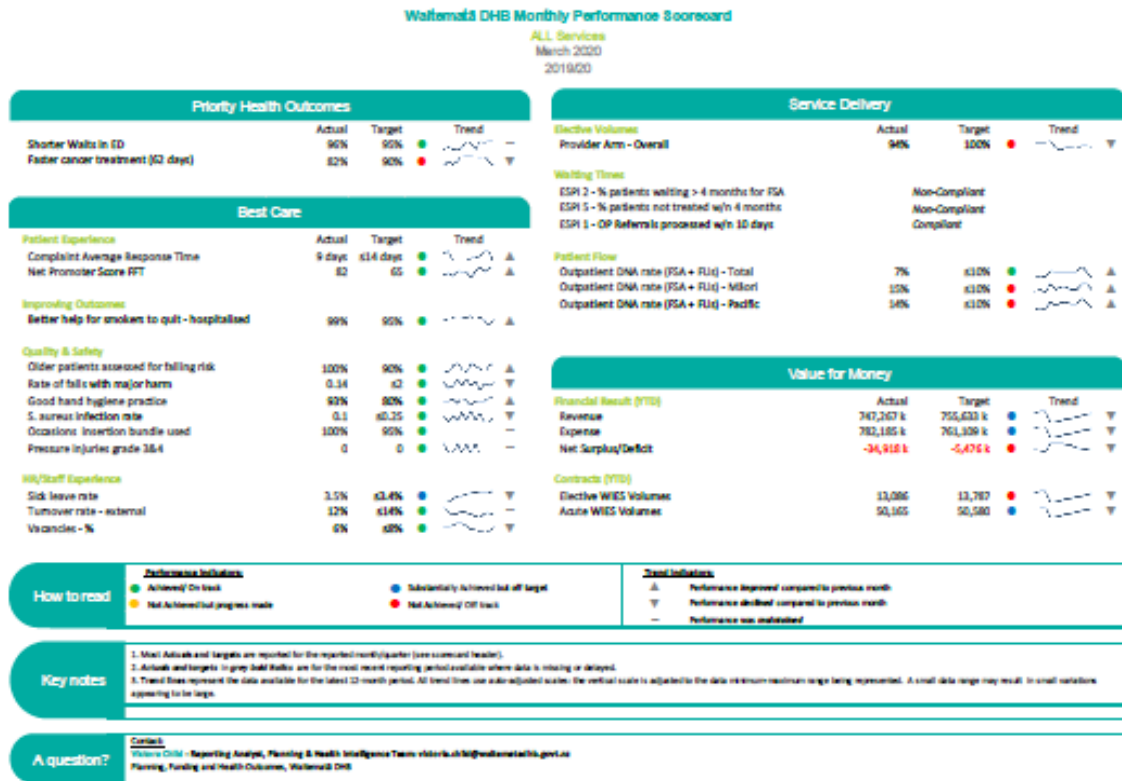 Waitematā DHB Monthly Performance Scorecard
ALL Services
March 2020
2019/20
Priority Health Outcomes
Actual Target Trend
Shorter Waits in ED 96% 95%
Faster cancer treatment (62 days) 82% 90%
Best Care
Patient Experience Actual Target Trend
Complaint Average Response Time 9 days ≤14 days
Net Promoter Score FFT 82 65
Improving Outcomes
Better help for smokers to quit - hospitalised 99% 95%
Quality & Safety
Older patients assessed for falling risk 100% 90%
Rate of falls with major harm 0.14 ≤2
Good hand hygiene practice 93% 80%
S. aureus infection rate 0.1 ≤0.25
Occasions insertion bundle used 100% 95%
Pressure injuries grade 3&4 0 0
HR/Staff Experience
Sick leave rate 3.5% ≤3.4%
Turnover rate - external 12% ≤14%
Vacancies - % 6% ≤8%
Service Delivery
Elective Volumes Actual Target Trend
Provider Arm - Overall 94% 100%
Waiting Times
ESPI 2 - % patients waiting > 4 months for FSA Non-Compliant
ESPI 5 - % patients not treated w/n 4 months Non-Compliant
ESPI 1 - OP Referrals processed w/n 10 days Compliant
Patient Flow
Outpatient DNA rate (FSA + FUs) - Total 7% ≤10%
Outpatient DNA rate (FSA + FUs) - Māori 15% ≤10%
Outpatient DNA rate (FSA + FUs) - Pacific 14% ≤10%
Value for Money
Financial Result (YTD) Actual Target Trend
Revenue 747,267 k 755,633 k
Expense 782,185 k 761,109 k
Net Surplus/Deficit -34,918 k -5,476 k
Contracts (YTD)
Elective WIES Volumes 13,086 13,787
Acute WIES Volumes 50,165 50,580
How to read
Performance Indicators:
Achieved/ On track
Substantially Achieved but off target
Not Achieved but progress made
Not Achieved/ Off track
Trend Indicators:
Performance improved compared to previous month
Performance declined compared to previous month
Performance was maintained
Key notes
1. Most Actuals and targets are reported for the reported month/quarter (see scorecard header).
2. Actuals and targets in grey bold italics are for the most recent reporting period available where data is missing or delayed.
3. Trend lines represent the data available for the latest 12-month period. All trend lines use auto-adjusted scales: the vertical scale is adjusted to the data minimum-maximum range being represented. A small data range may result in small variations
appearing to be large.
A question?
Contact:
Victoria Child - Reporting Analyst, Planning & Health Intelligence Team: victoria.child@waitematadhb.govt.nz
Planning, Funding and Health Outcomes, Waitematā DHB